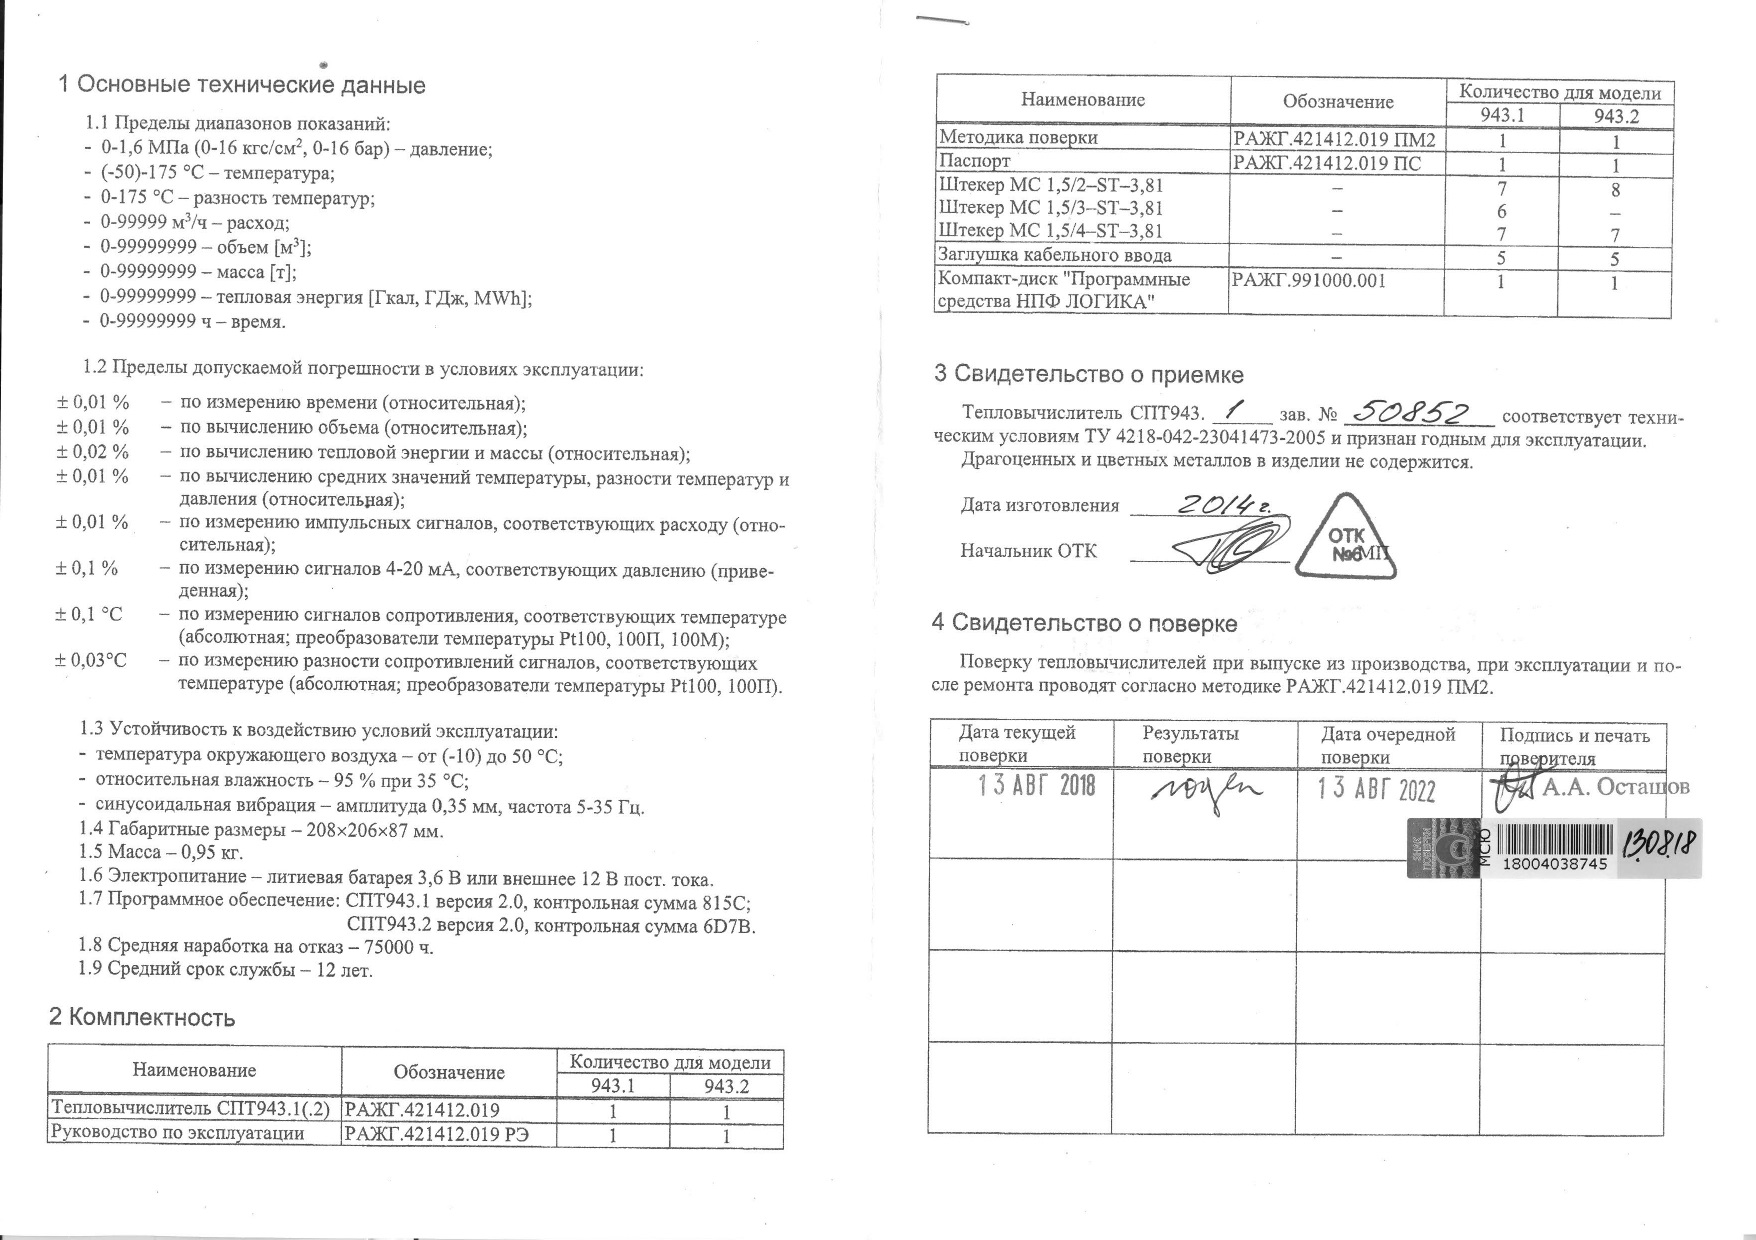 1 Основные технические данные
1.1 Пределы диапазонов показаний:
- 0-1,6 МПа (0-16 кгс/см², 0-16 бар) – давление;
- (-50)-175 °С – температура;
- 0-175 °С – разность температур;
- 0-99999 м³/ч – расход;
- 0-99999999 – объем [м³];
- 0-99999999 – масса [т];
- 0-99999999 – тепловая энергия [Гкал, ГДж, MWh];
- 0-99999999 ч – время.
1.2 Пределы допускаемой погрешности в условиях эксплуатации:
± 0,01 % – по измерению времени (относительная);
± 0,01 % – по вычислению объема (относительная);
± 0,02 % – по вычислению тепловой энергии и массы (относительная);
± 0,01 % – по вычислению средних значений температуры, разности температур и
давления (относительная);
± 0,01 % – по измерению импульсных сигналов, соответствующих расходу (отно-
сительная);
± 0,1 % – по измерению сигналов 4-20 мА, соответствующих давлению (приве-
денная);
± 0,1 °С – по измерению сигналов сопротивления, соответствующих температуре
(абсолютная; преобразователи температуры Pt100, 100П, 100М);
± 0,03°С – по измерению разности сопротивлений сигналов, соответствующих
температуре (абсолютная; преобразователи температуры Pt100, 100П).
1.3 Устойчивость к воздействию условий эксплуатации:
- температура окружающего воздуха – от (-10) до 50 °С;
- относительная влажность – 95 % при 35 °С;
- синусоидальная вибрация – амплитуда 0,35 мм, частота 5-35 Гц.
1.4 Габаритные размеры – 208×206×87 мм.
1.5 Масса – 0,95 кг.
1.6 Электропитание – литиевая батарея 3,6 В или внешнее 12 В пост. тока.
1.7 Программное обеспечение: СПТ943.1 версия 2.0, контрольная сумма 815С;
СПТ943.2 версия 2.0, контрольная сумма 6D7B.
1.8 Средняя наработка на отказ – 75000 ч.
1.9 Средний срок службы – 12 лет.
2 Комплектность
Наименование Обозначение Количество для модели
943.1 943.2
Тепловычислитель СПТ943.1(.2) РАЖГ.421412.019 1 1
Руководство по эксплуатации РАЖГ.421412.019 РЭ 1 1
Наименование Обозначение Количество для модели
943.1 943.2
Методика поверки РАЖГ.421412.019 ПМ2 1 1
Паспорт РАЖГ.421412.019 ПС 1 1
Штекер МС 1,5/2–ST–3,81 – 7 8
Штекер МС 1,5/3–ST–3,81 – 6 –
Штекер МС 1,5/4–ST–3,81 – 7 7
Заглушка кабельного ввода – 5 5
Компакт-диск "Программные РАЖГ.991000.001 1 1
средства НПФ ЛОГИКА"
3 Свидетельство о приемке
Тепловычислитель СПТ943. 1 зав. № 50852 соответствует техни-
ческим условиям ТУ 4218-042-23041473-2005 и признан годным для эксплуатации.
Драгоценных и цветных металлов в изделии не содержится.
Дата изготовления 2014 г.
Начальник ОТК
ОТК
№6 МП
4 Свидетельство о поверке
Поверку тепловычислителей при выпуске из производства, при эксплуатации и по-
сле ремонта проводят согласно методике РАЖГ.421412.019 ПМ2.
Дата текущей Результаты Дата очередной Подпись и печать
поверки поверки поверки поверителя
13 АВГ 2018 годен 13 АВГ 2022 А.А. Осташов
ЗНАК ПОВЕРКИ МСЮ 130818
18004038745